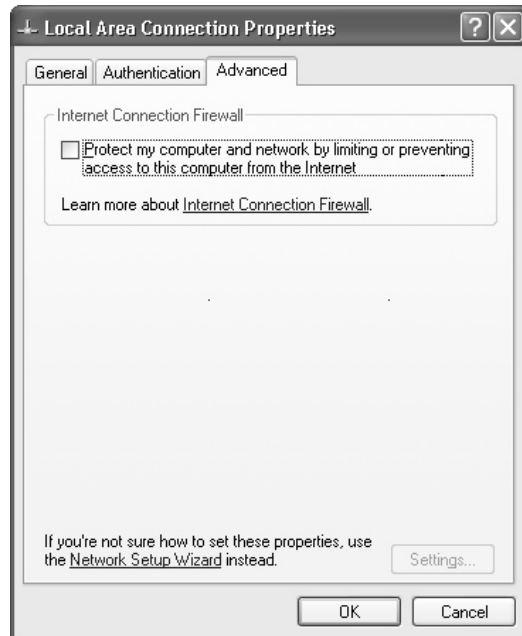 Local Area Connection Properties
General Authentication Advanced
Internet Connection Firewall
Protect my computer and network by limiting or preventing
access to this computer from the Internet
Learn more about Internet Connection Firewall.
If you're not sure how to set these properties, use
the Network Setup Wizard instead.
Settings...
OK Cancel